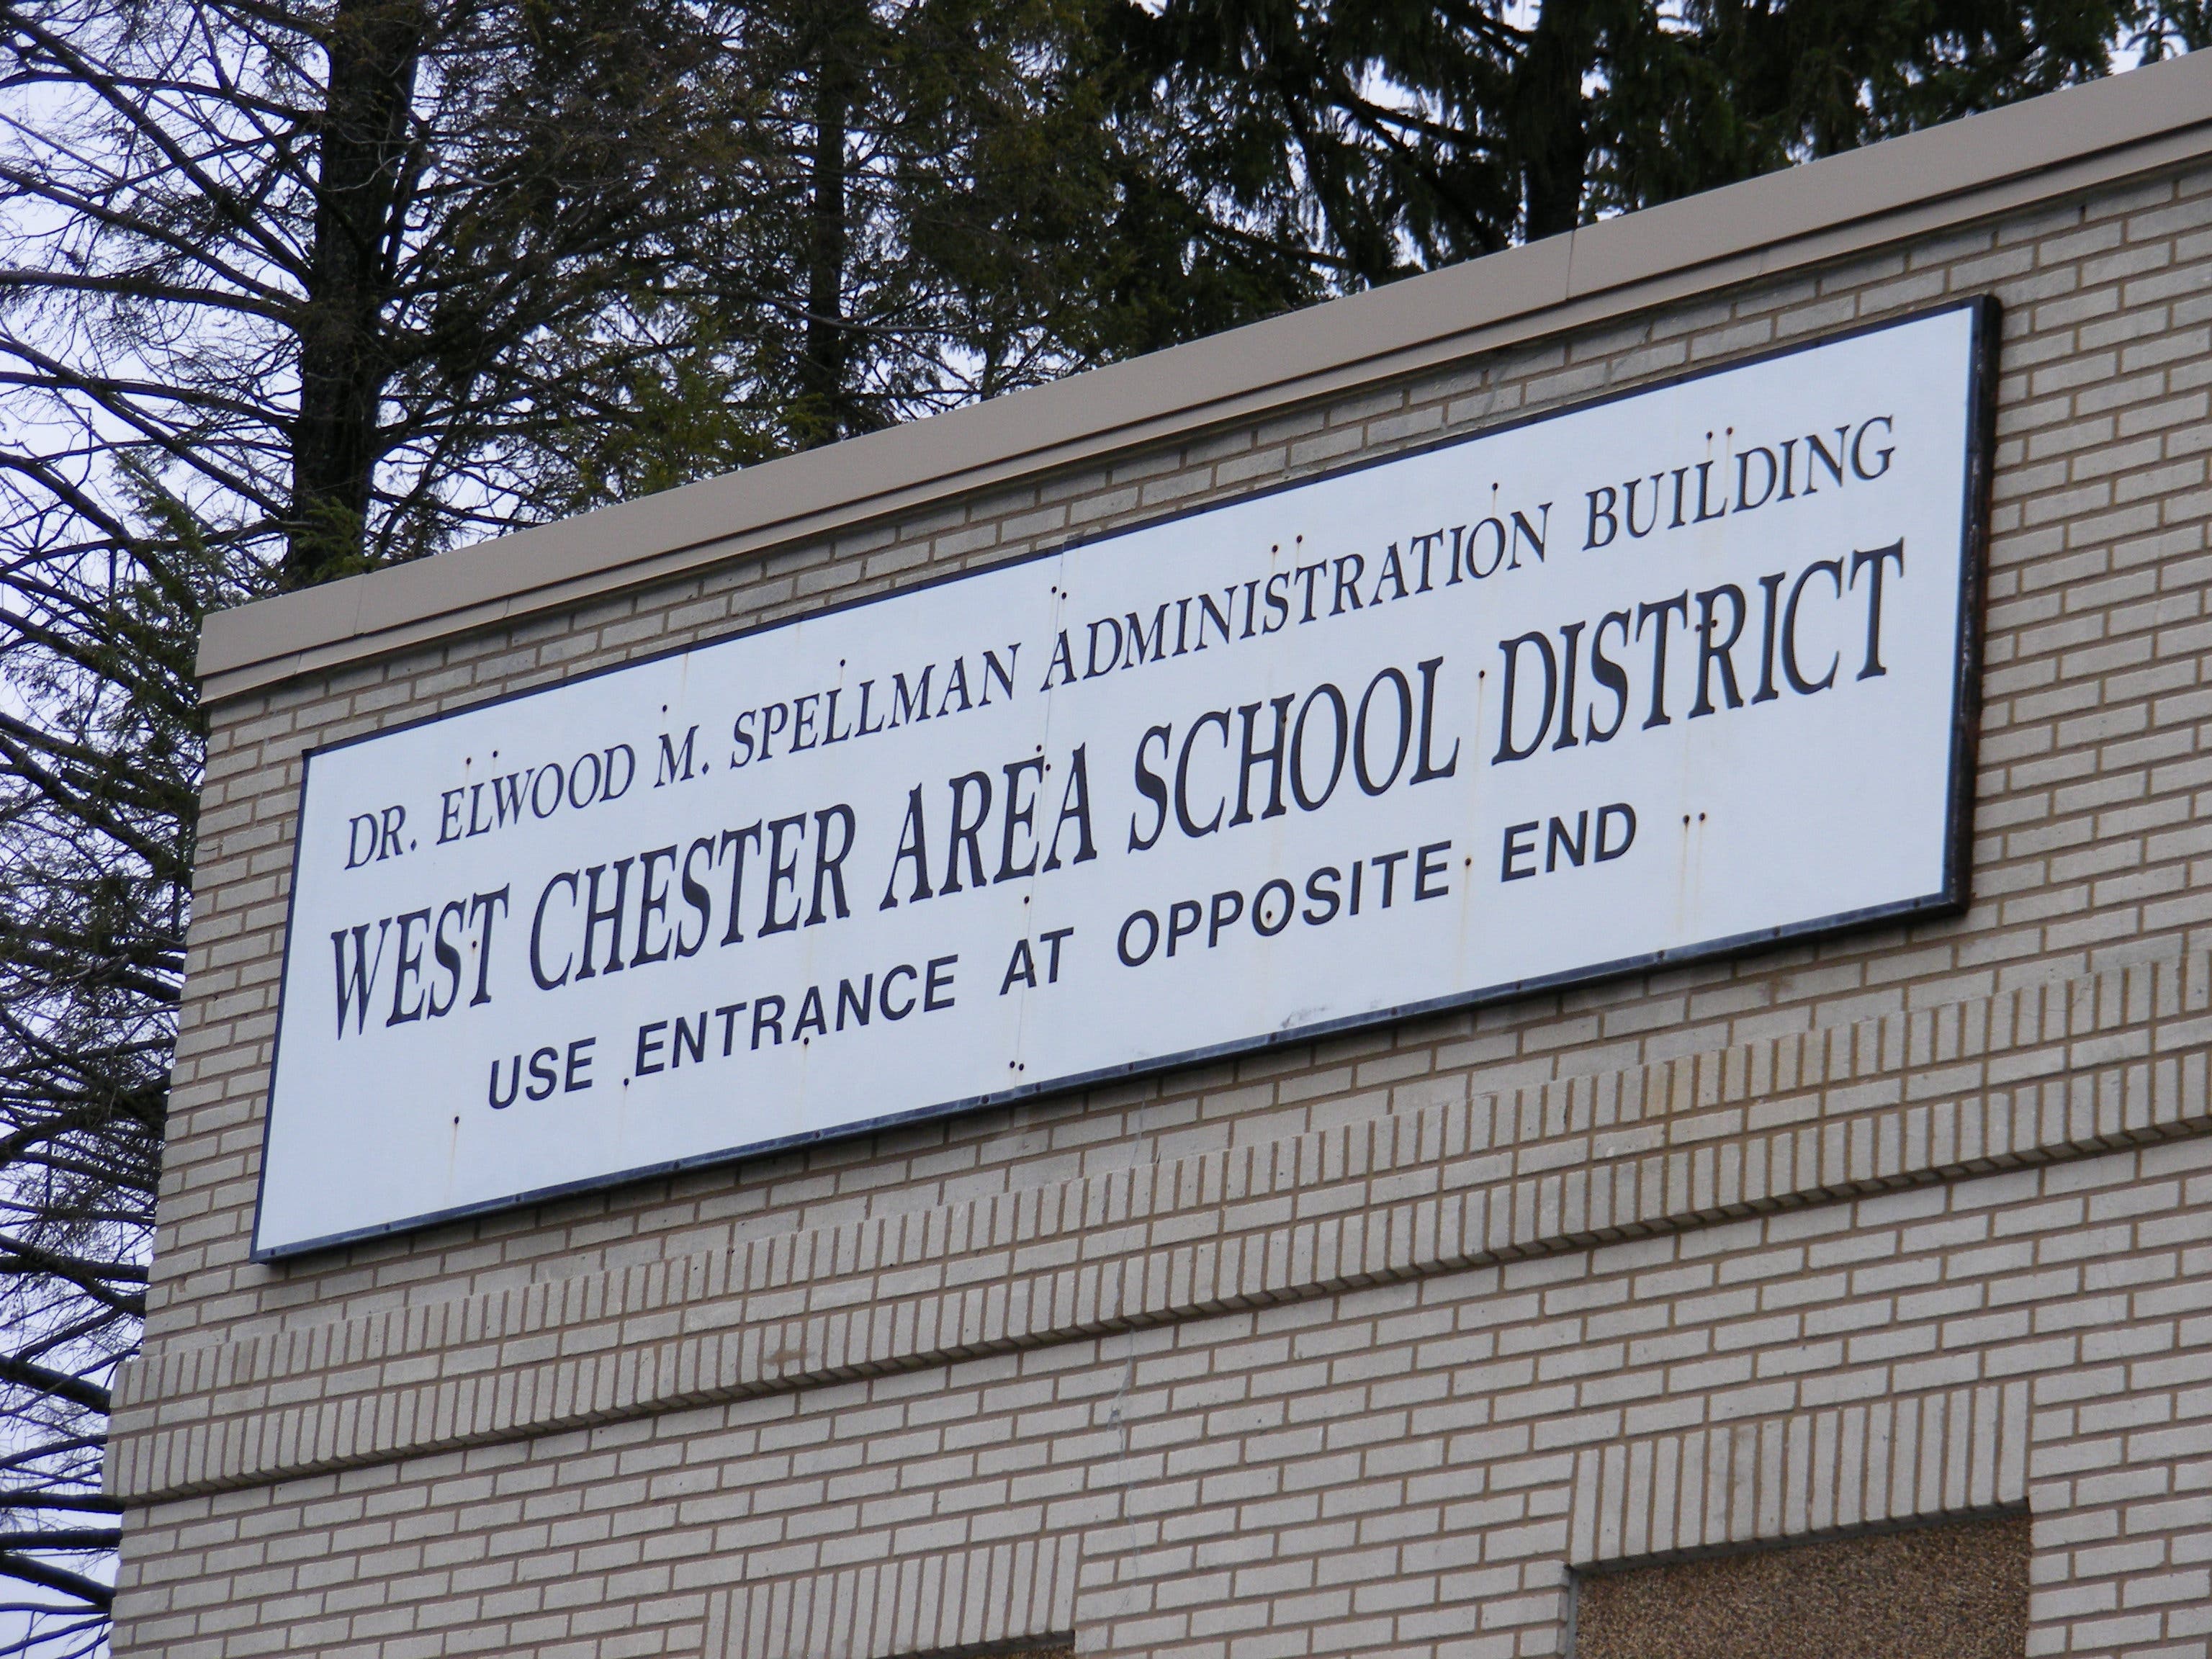 DR. ELWOOD M. SPELLMAN ADMINISTRATION BUILDING
WEST CHESTER AREA SCHOOL DISTRICT
USE ENTRANCE AT OPPOSITE END